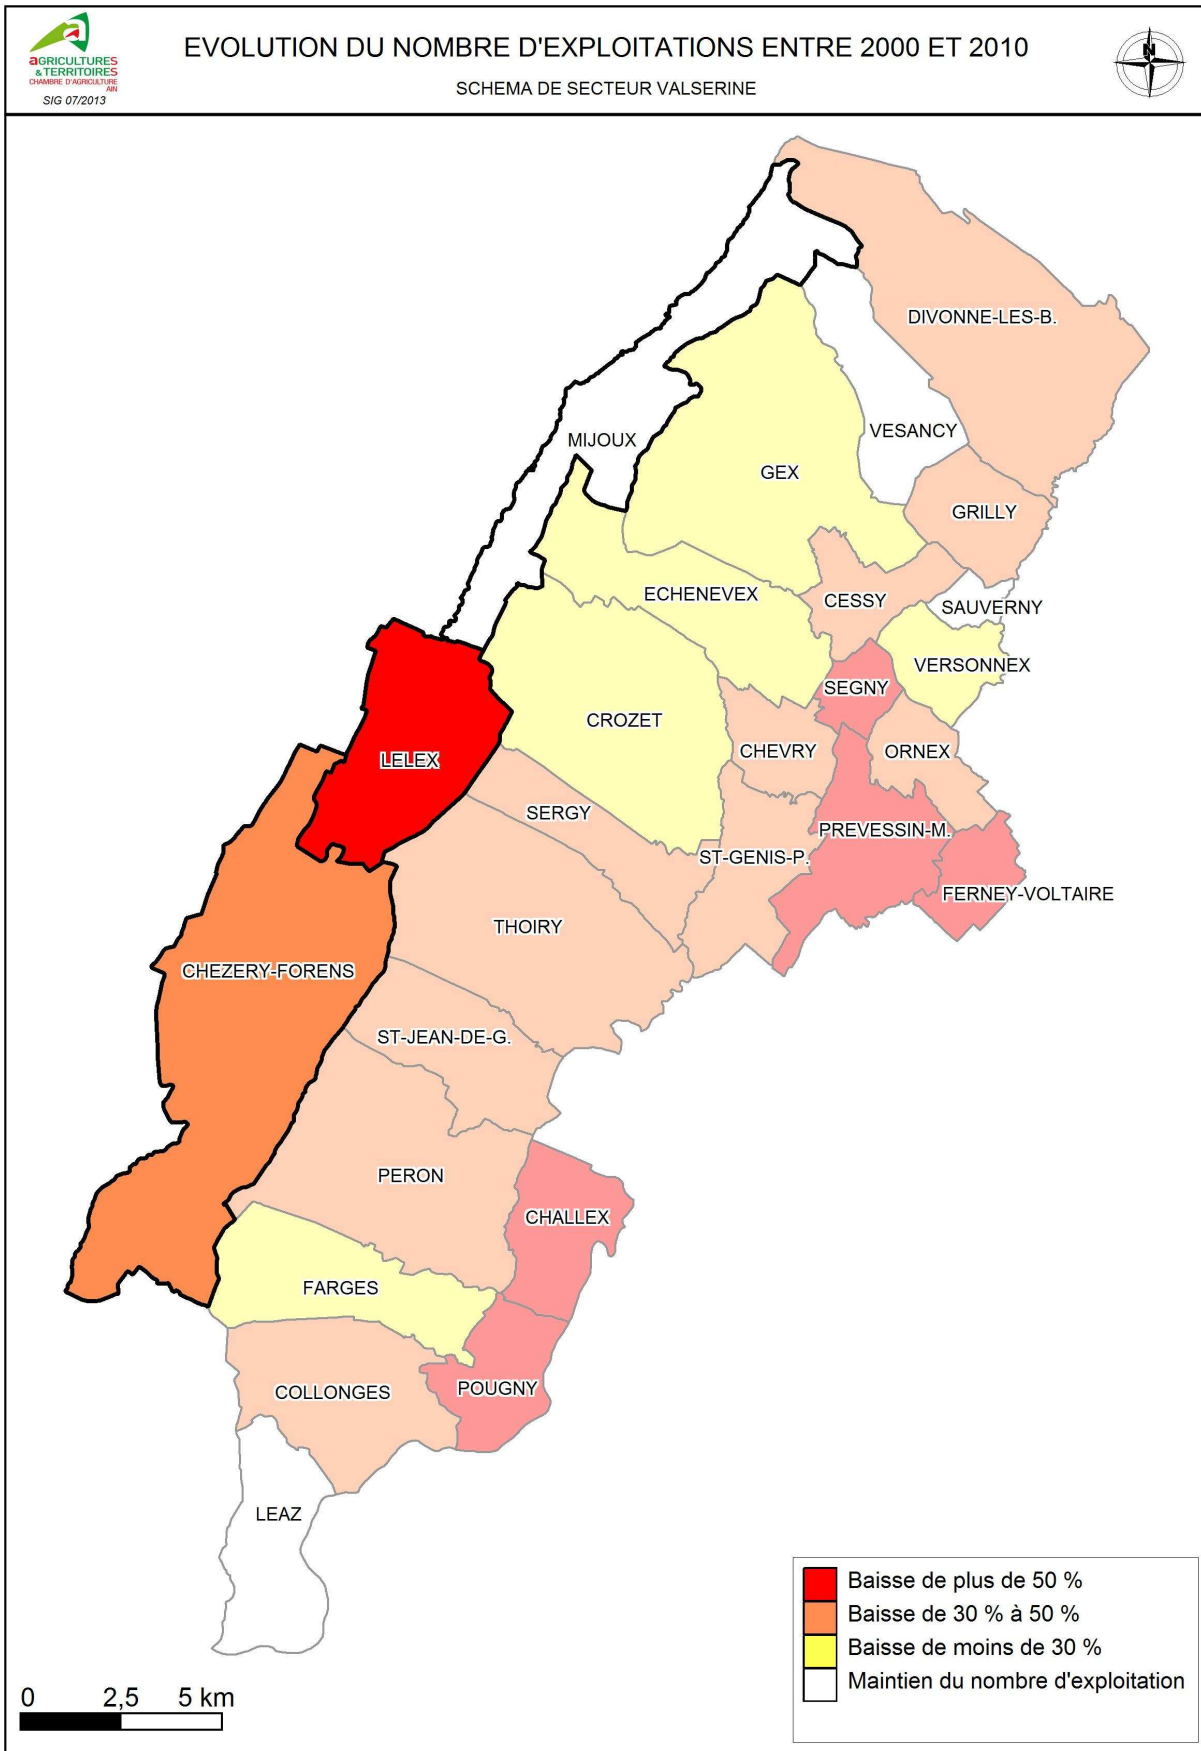 aGRICULTURES
& TERRITOIRES
CHAMBRE D'AGRICULTURE
AIN
SIG 07/2013
EVOLUTION DU NOMBRE D'EXPLOITATIONS ENTRE 2000 ET 2010
SCHEMA DE SECTEUR VALSERINE
N
DIVONNE-LES-B.
VESANCY
MIJOUX
GEX
GRILLY
ECHENEVEX
CESSY
SAUVERNY
VERSONNEX
SEGNY
CROZET
CHEVRY
ORNEX
LELEX
SERGY
PREVESSIN-M.
ST-GENIS-P.
FERNEY-VOLTAIRE
THOIRY
CHEZERY-FORENS
ST-JEAN-DE-G.
PERON
CHALLEX
FARGES
POUGNY
COLLONGES
LEAZ
Baisse de plus de 50 %
Baisse de 30 % à 50 %
Baisse de moins de 30 %
Maintien du nombre d'exploitation
0 2,5 5 km